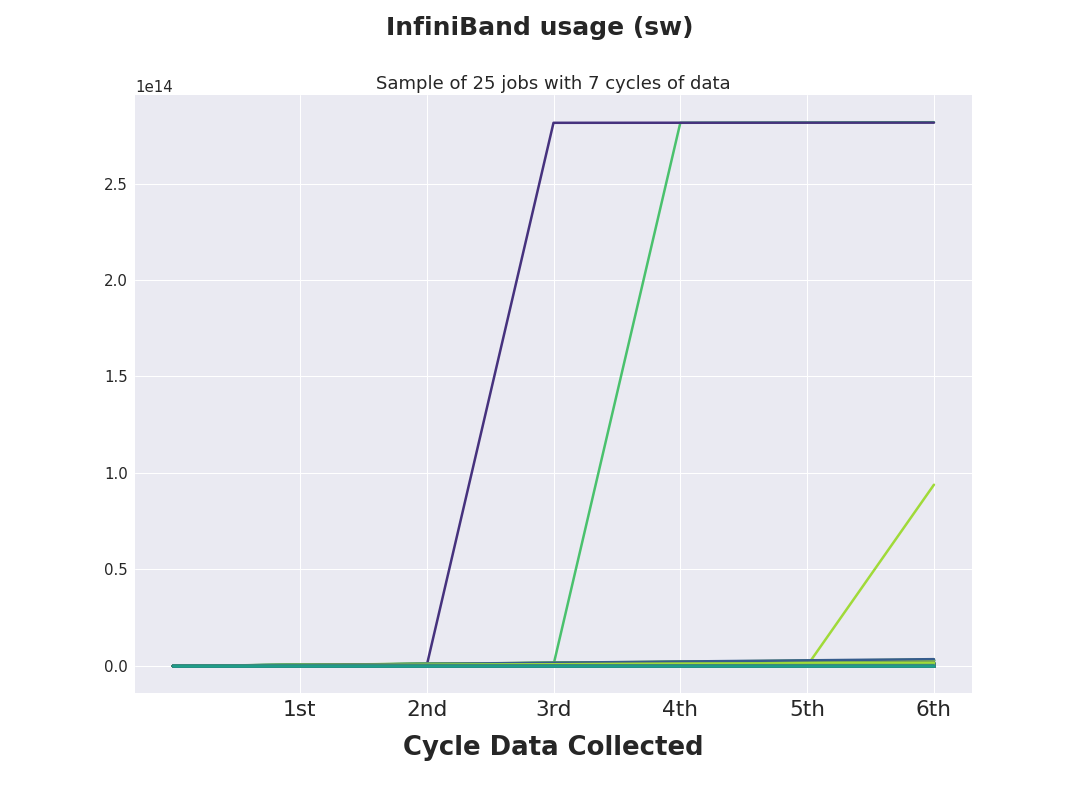 InfiniBand usage (sw)
Sample of 25 jobs with 7 cycles of data
1e14
2.5
2.0
1.5
1.0
0.5
0.0
1st 2nd 3rd 4th 5th 6th
Cycle Data Collected